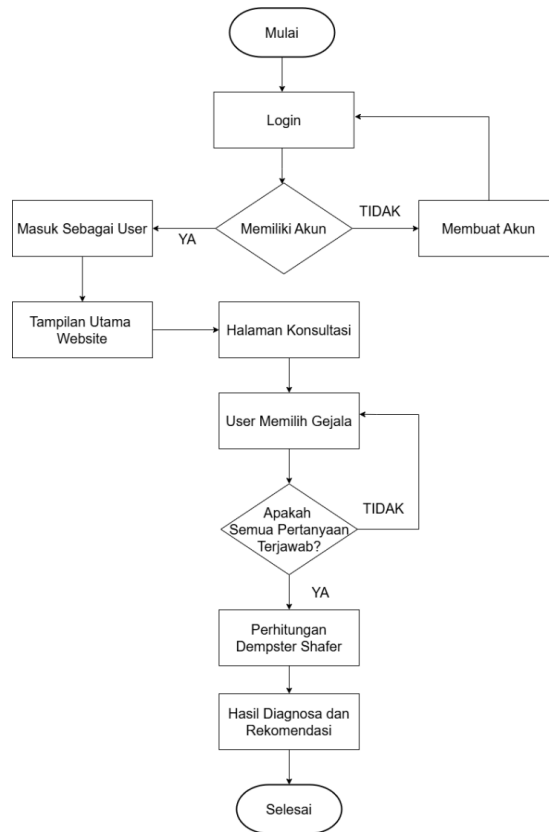 Mulai
Login
Masuk Sebagai User
YA
Memiliki Akun
TIDAK
Membuat Akun
Tampilan Utama
Website
Halaman Konsultasi
User Memilih Gejala
Apakah
Semua Pertanyaan
Terjawab?
TIDAK
YA
Perhitungan
Dempster Shafer
Hasil Diagnosa dan
Rekomendasi
Selesai